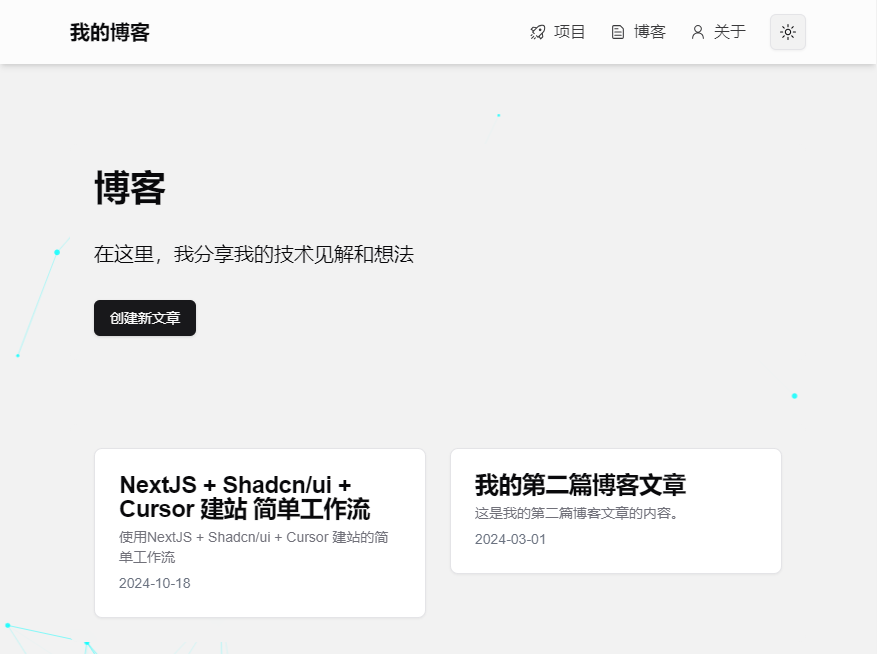 我的博客
项目
博客
关于
博客
在这里，我分享我的技术见解和想法
创建新文章
NextJS + Shadcn/ui +
Cursor 建站 简单工作流
使用NextJS + Shadcn/ui + Cursor 建站的简
单工作流
2024-10-18
我的第二篇博客文章
这是我的第二篇博客文章的内容。
2024-03-01